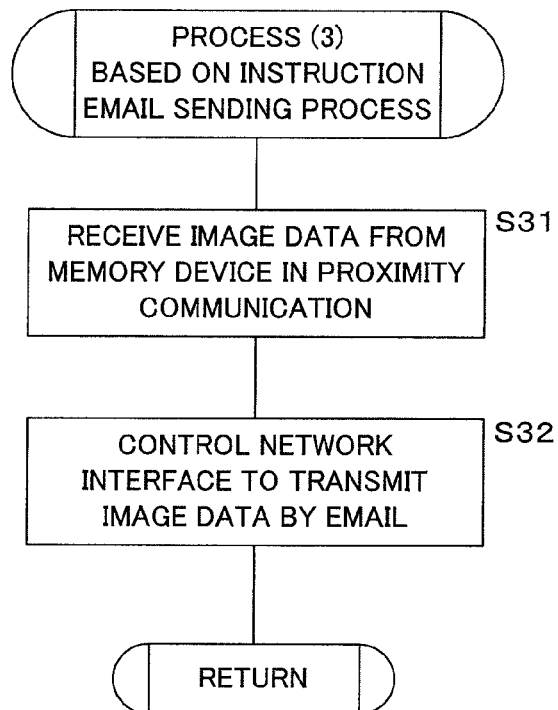 PROCESS (3)
BASED ON INSTRUCTION
EMAIL SENDING PROCESS
S31
RECEIVE IMAGE DATA FROM
MEMORY DEVICE IN PROXIMITY
COMMUNICATION
S32
CONTROL NETWORK
INTERFACE TO TRANSMIT
IMAGE DATA BY EMAIL
RETURN